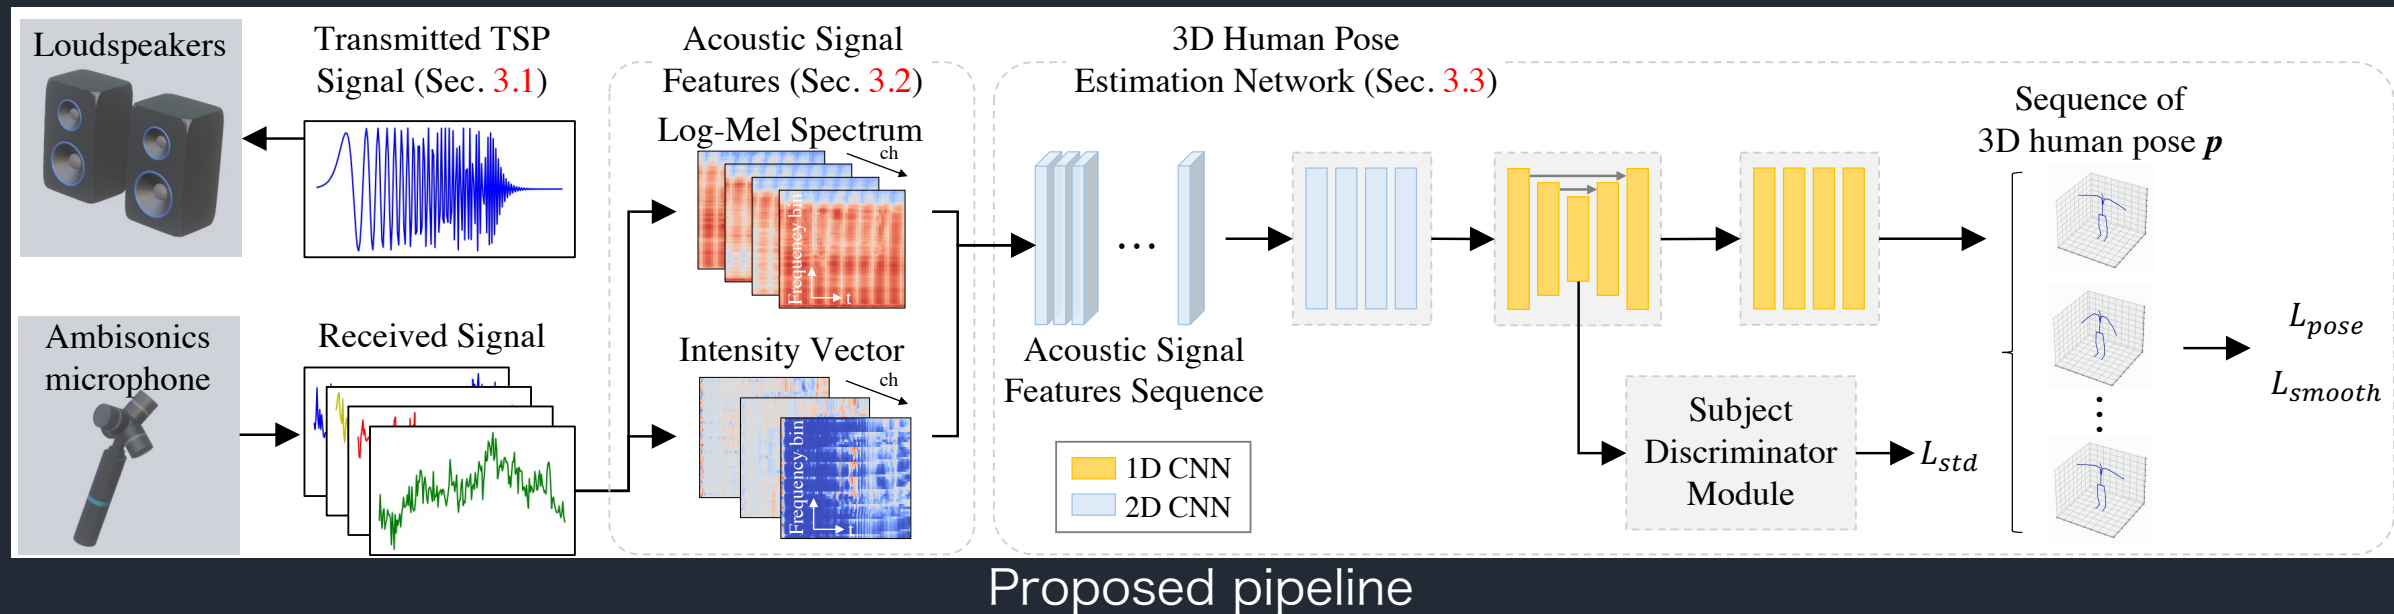 Loudspeakers
Transmitted TSP
Signal (Sec. 3.1)
Acoustic Signal
Features (Sec. 3.2)
Log-Mel Spectrum
ch
Frequency bin
t
3D Human Pose
Estimation Network (Sec. 3.3)
Sequence of
3D human pose p
Ambisonics
microphone
Received Signal
Intensity Vector
ch
Frequency bin
t
...
Acoustic Signal
Features Sequence
1D CNN
2D CNN
Subject
Discriminator
Module
L_std
L_pose
L_smooth
Proposed pipeline